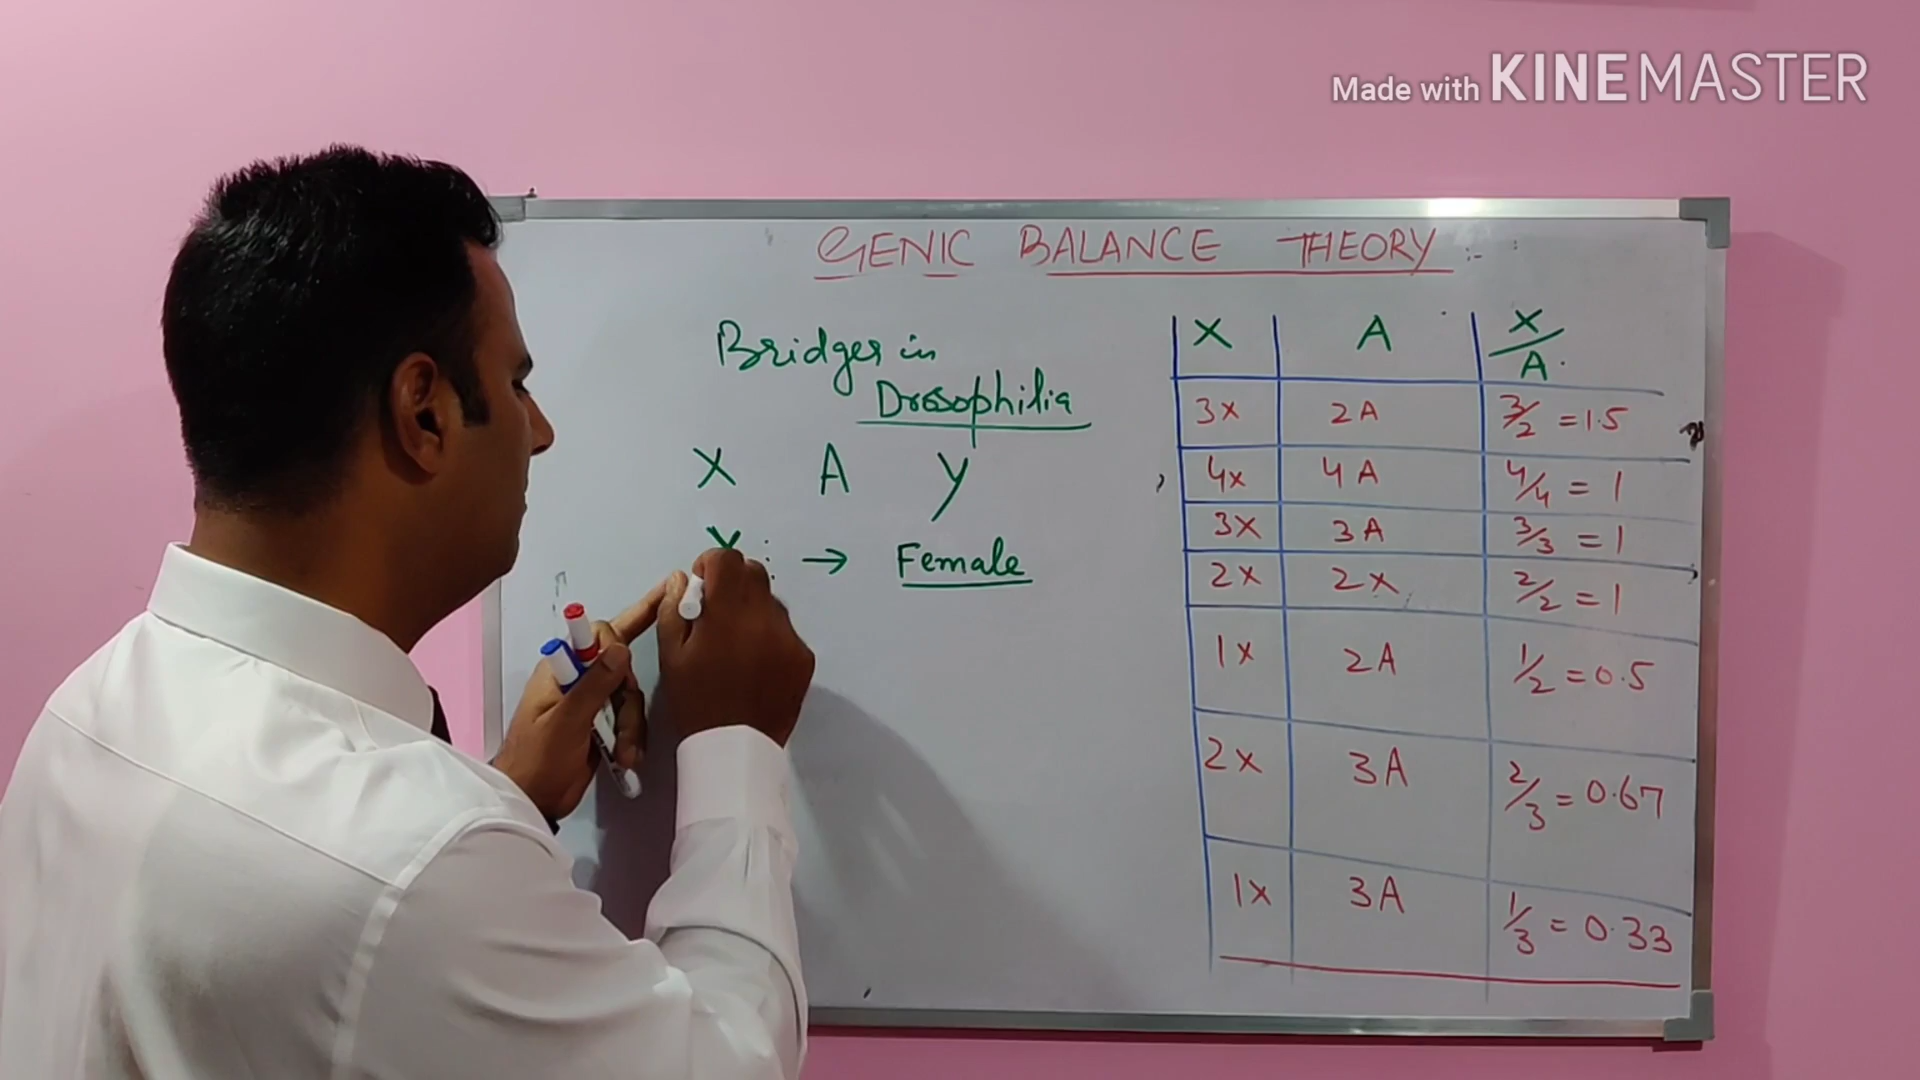 Made with KINEMASTER
GENIC BALANCE THEORY :-
Bridges in
Drosophilia
X A Y
X : → Female
X A X/A
3x 2A 3/2 = 1.5
4x 4A 4/4 = 1
3x 3A 3/3 = 1
2x 2x 2/2 = 1
1x 2A 1/2 = 0.5
2x 3A 2/3 = 0.67
1x 3A 1/3 = 0.33